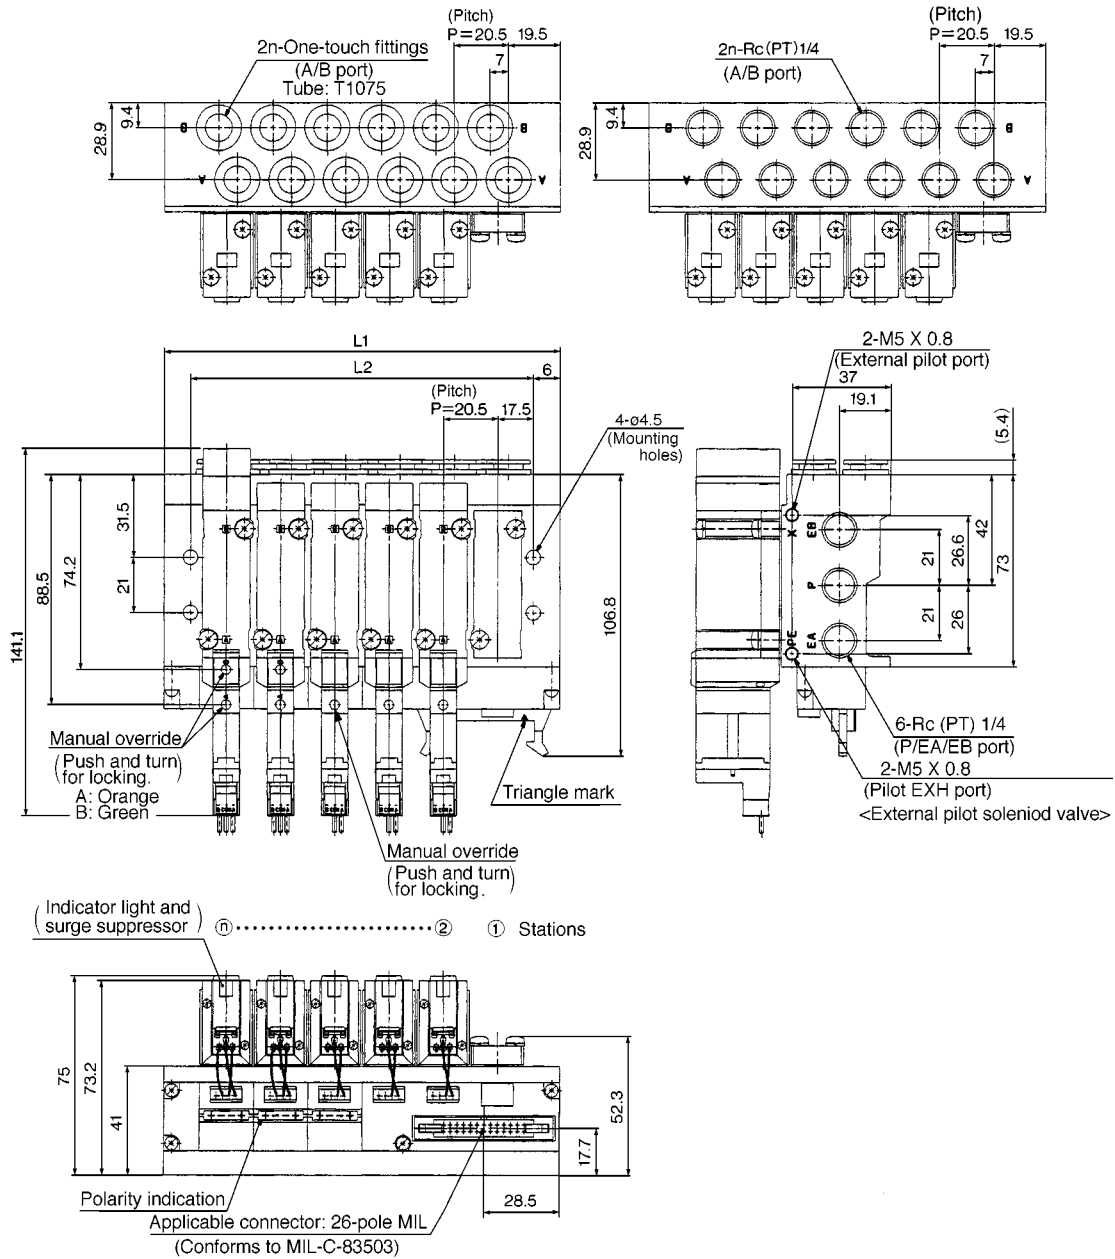 (Pitch)
P=20.5
19.5
7
2n-One-touch fittings
(A/B port)
Tube: T1075
28.9
9.4
B
B
A
A
(Pitch)
P=20.5
19.5
7
2n-Rc(PT)1/4
(A/B port)
28.9
9.4
B
B
A
A
L1
L2
6
(Pitch)
P=20.5
17.5
4-ø4.5
(Mounting
holes)
141.1
88.5
74.2
31.5
21
106.8
B
B
B
B
B
A
A
A
A
A
Manual override
(Push and turn)
for locking.
A: Orange
B: Green
Triangle mark
Manual override
(Push and turn)
for locking.
2-M5 X 0.8
(External pilot port)
37
19.1
(5.4)
X
EB
P
PE
EA
21
21
26.6
26
42
73
6-Rc (PT) 1/4
(P/EA/EB port)
2-M5 X 0.8
(Pilot EXH port)
<External pilot soleniod valve>
(Indicator light and)
surge suppressor
n
2
1
Stations
75
73.2
41
52.3
17.7
28.5
Polarity indication
Applicable connector: 26-pole MIL
(Conforms to MIL-C-83503)